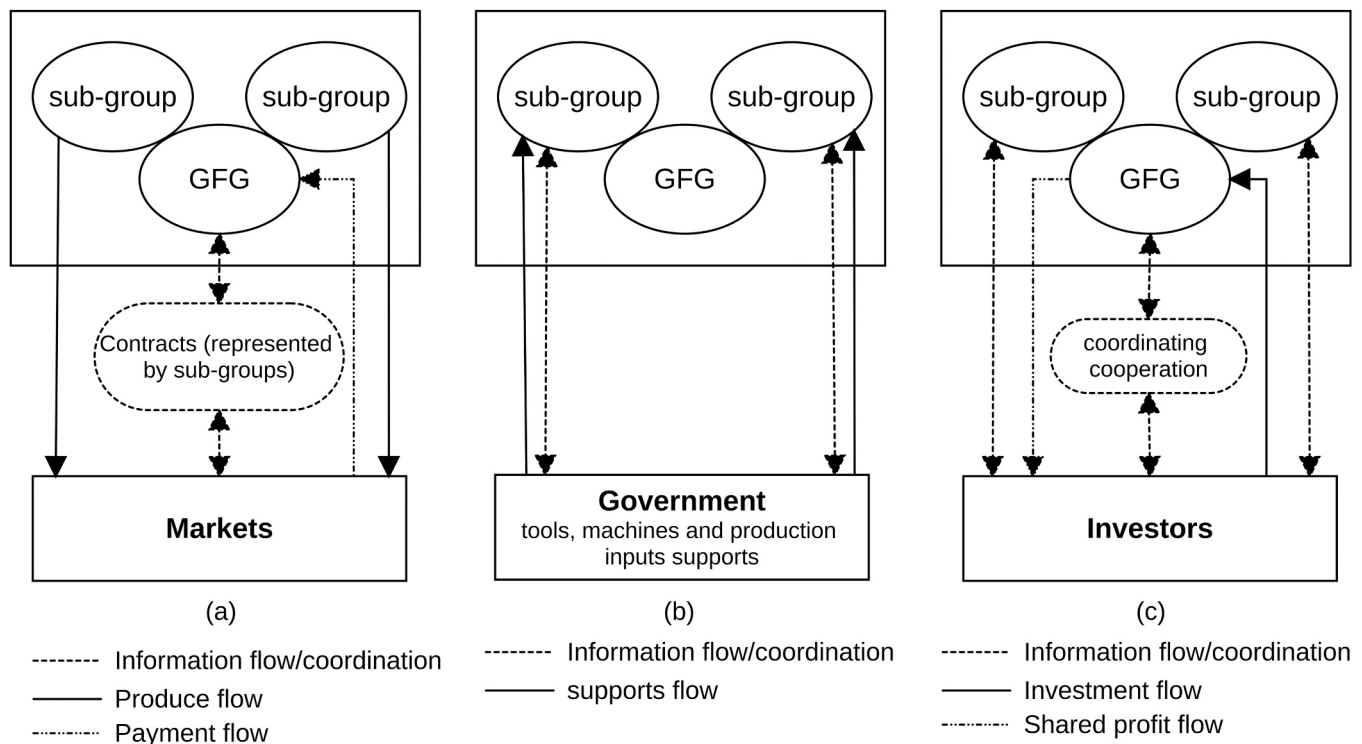 sub-group
sub-group
GFG
Contracts (represented
by sub-groups)
Markets
(a)
Information flow/coordination
Produce flow
Payment flow
sub-group
sub-group
GFG
Government
tools, machines and production
inputs supports
(b)
Information flow/coordination
supports flow
sub-group
sub-group
GFG
coordinating
cooperation
Investors
(c)
Information flow/coordination
Investment flow
Shared profit flow